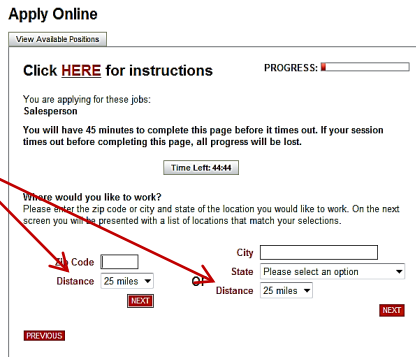 Apply Online
View Available Positions
Click HERE for instructions
PROGRESS:
You are applying for these jobs:
Salesperson
You will have 45 minutes to complete this page before it times out. If your session
times out before completing this page, all progress will be lost.
Time Left: 44:44
Where would you like to work?
Please enter the zip code or city and state of the location you would like to work. On the next
screen you will be presented with a list of locations that match your selections.
Zip Code
Distance 25 miles
NEXT
OR
City
State Please select an option
Distance 25 miles
NEXT
PREVIOUS